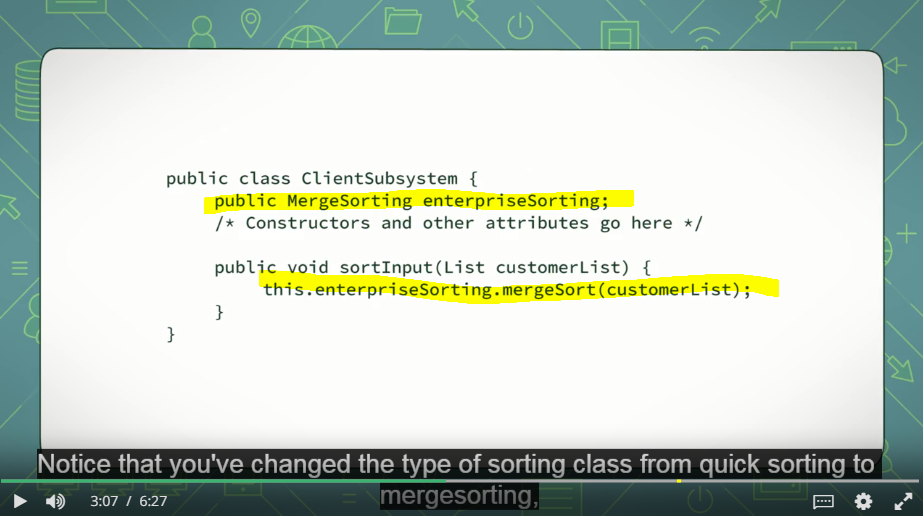 public class ClientSubsystem {
public MergeSorting enterpriseSorting;
/* Constructors and other attributes go here */
public void sortInput(List customerList) {
this.enterpriseSorting.mergeSort(customerList);
}
}
Notice that you've changed the type of sorting class from quick sorting to
mergesorting,
3:07 / 6:27